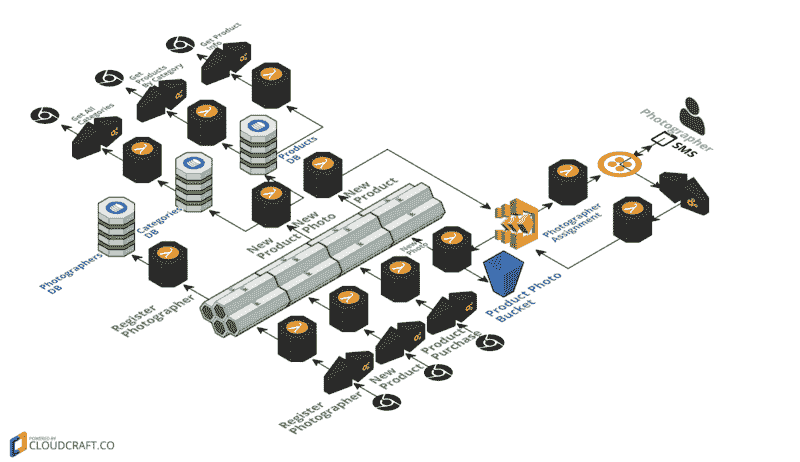 Get Product
Info
Get
Products
By Category
Get All
Categories
Photographer
SMS
Products
DB
Categories
DB
Photographers
DB
New
Product
New
Product
New
Photo
New
Photo
Photographer
Assignment
Product Photo
Bucket
Register
Photographer
Product
Purchase
New
Product
Register
Photographer
POWERED BY
CLOUDCRAFT.CO